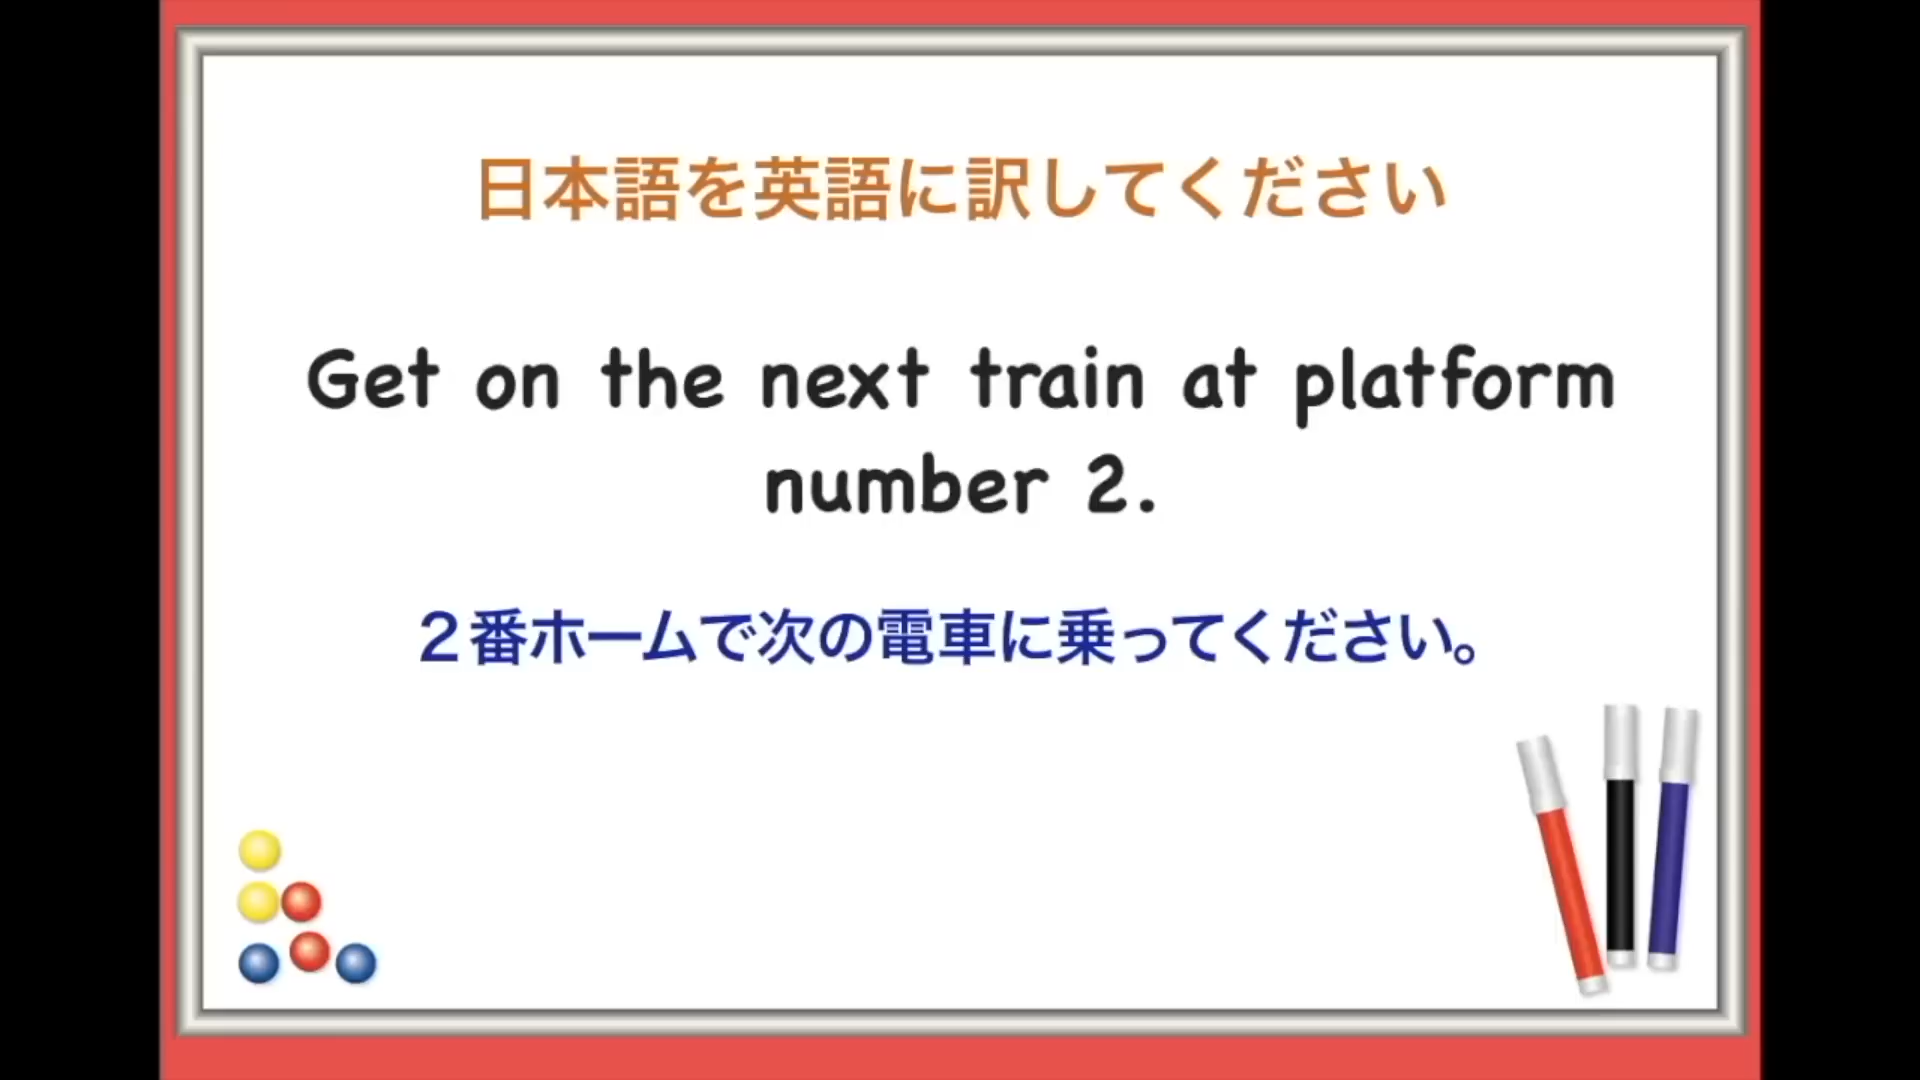 日本語を英語に訳してください
Get on the next train at platform
number 2.
２番ホームで次の電車に乗ってください。